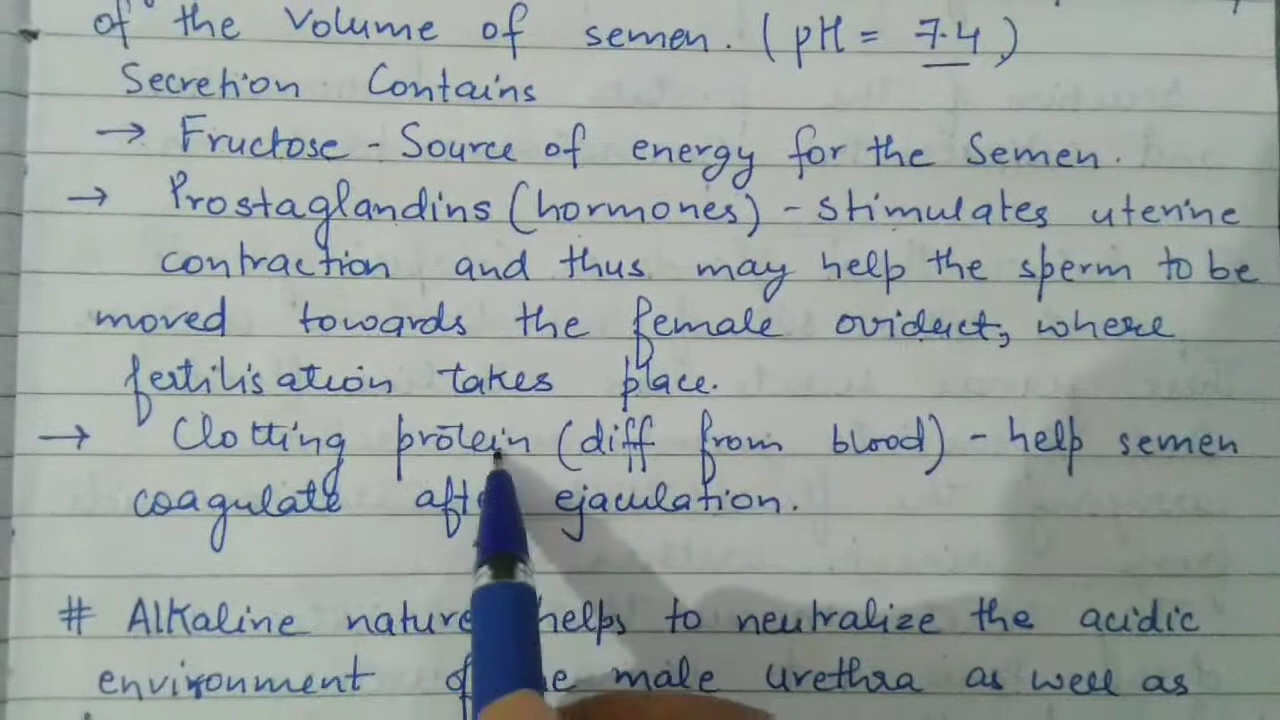 of the volume of semen. (pH = 7.4)
Secretion Contains
→ Fructose - Source of energy for the Semen.
→ Prostaglandins (hormones) - stimulates uterine
contraction and thus may help the sperm to be
moved towards the female oviduct, where
fertilisation takes place.
→ Clotting protein (diff from blood) - help semen
coagulate ejaculation.
# Alkaline nature helps to neutralize the acidic
environment male urethra as well as